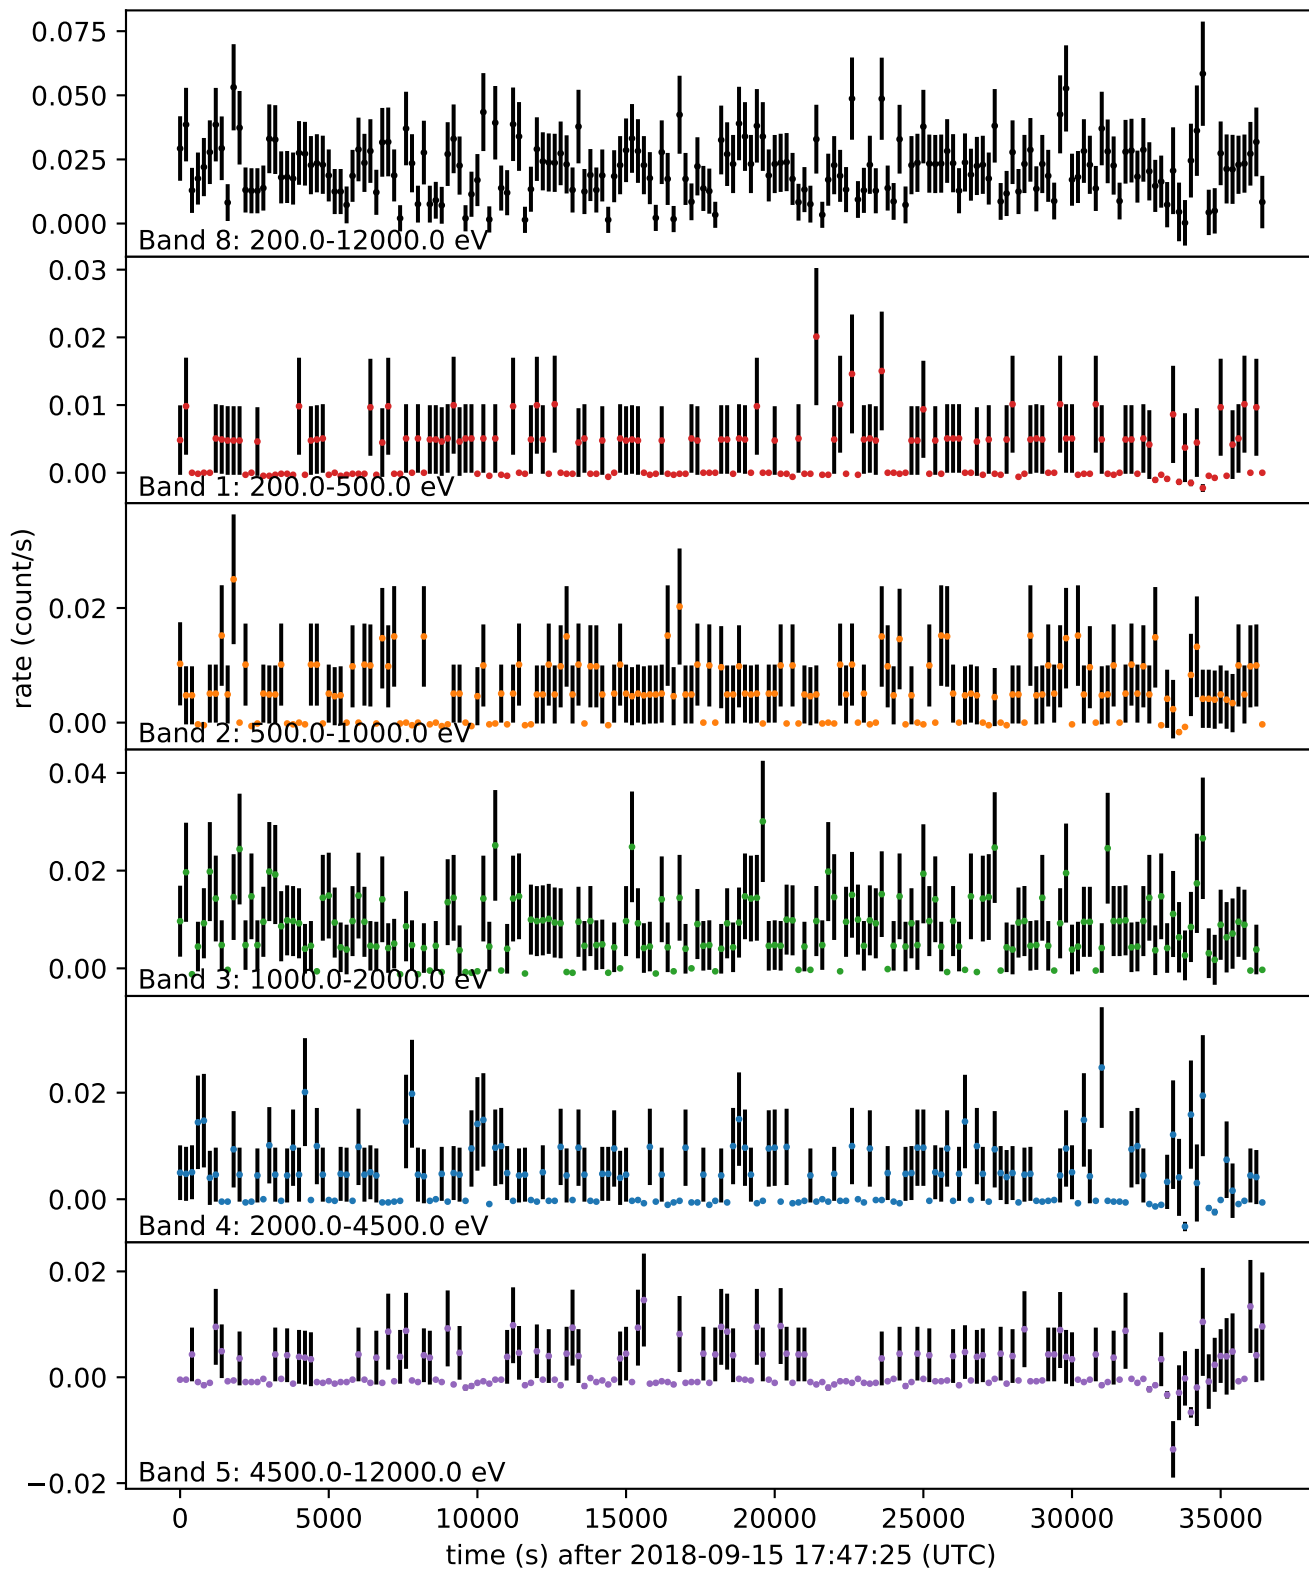 0.075
0.050
0.025
0.000
Band 8: 200.0-12000.0 eV
0.03
0.02
0.01
0.00
Band 1: 200.0-500.0 eV
rate (count/s)
0.02
0.00
Band 2: 500.0-1000.0 eV
0.04
0.02
0.00
Band 3: 1000.0-2000.0 eV
0.02
0.00
Band 4: 2000.0-4500.0 eV
0.02
0.00
−0.02
Band 5: 4500.0-12000.0 eV
0 5000 10000 15000 20000 25000 30000 35000
time (s) after 2018-09-15 17:47:25 (UTC)